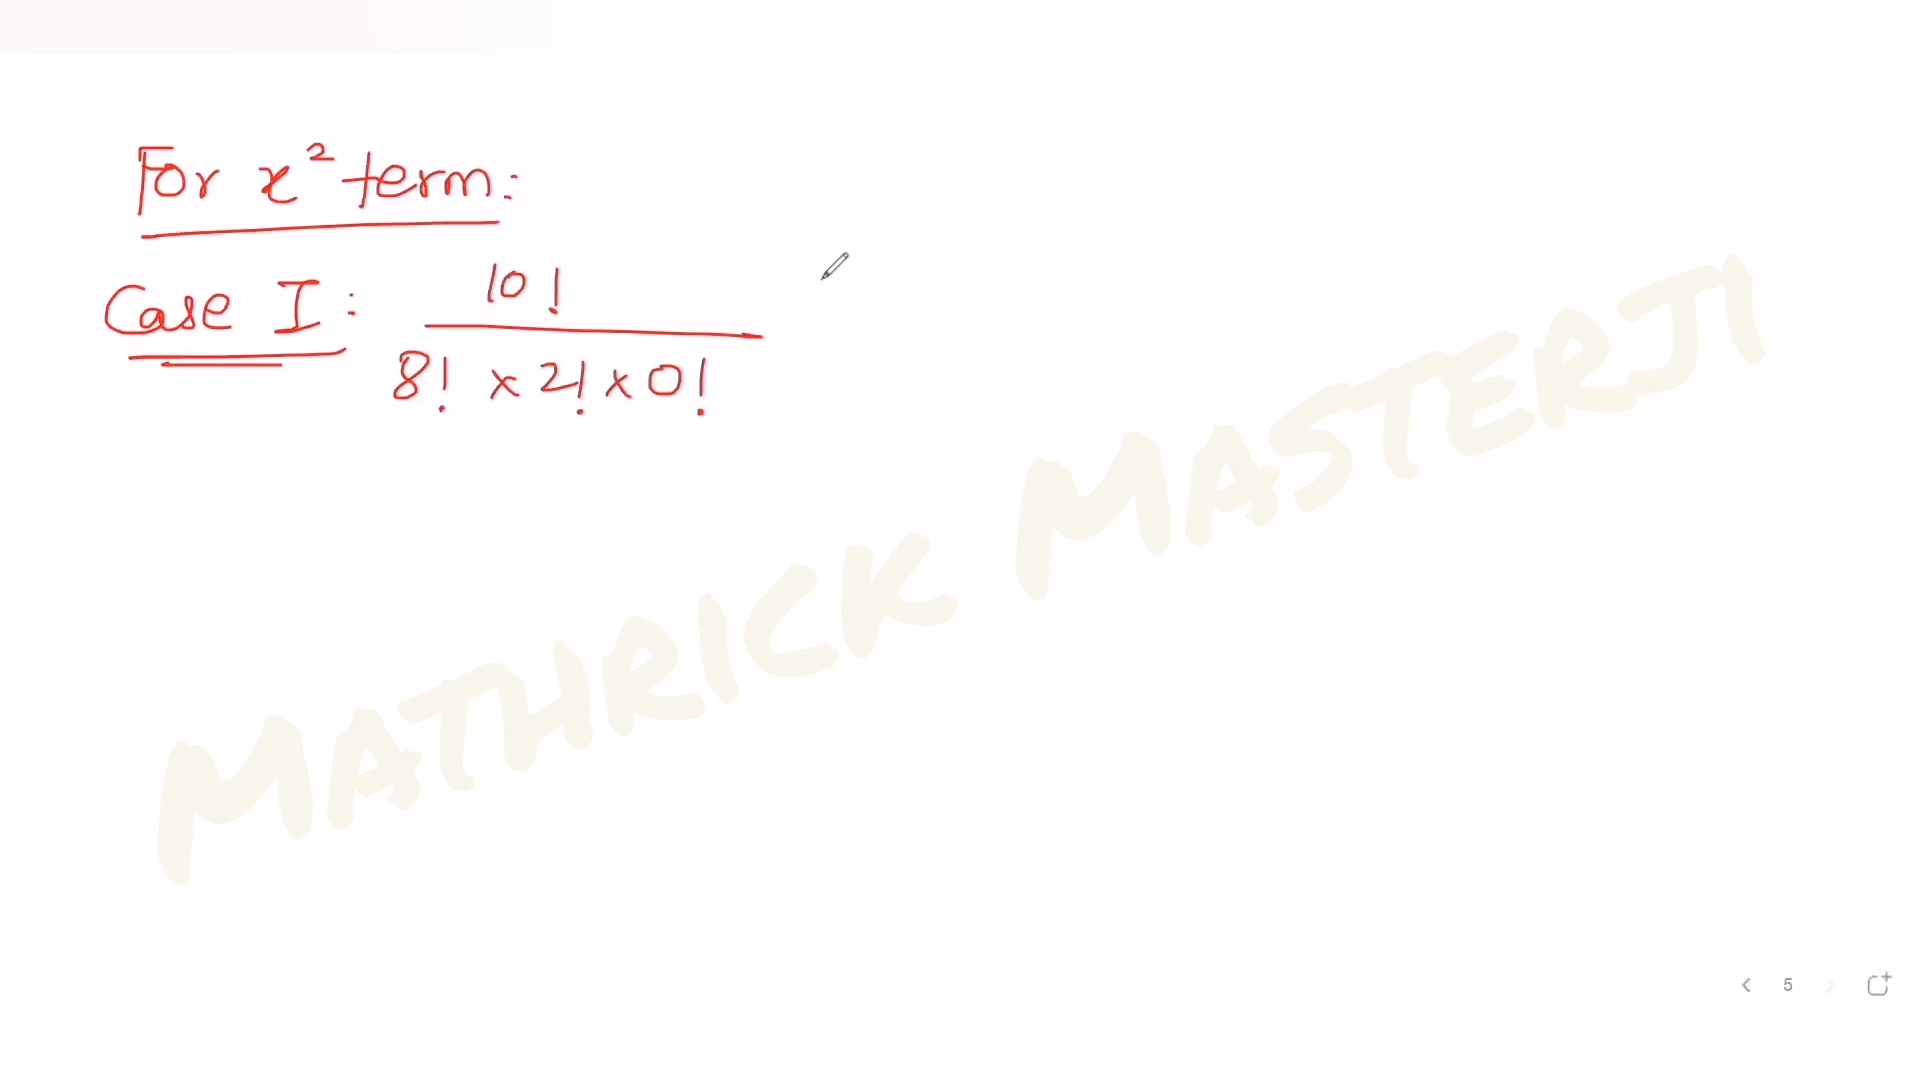 For x² term:
Case I: 10! / 8! × 2! × 0!
MATHRICK MASTERJI
5